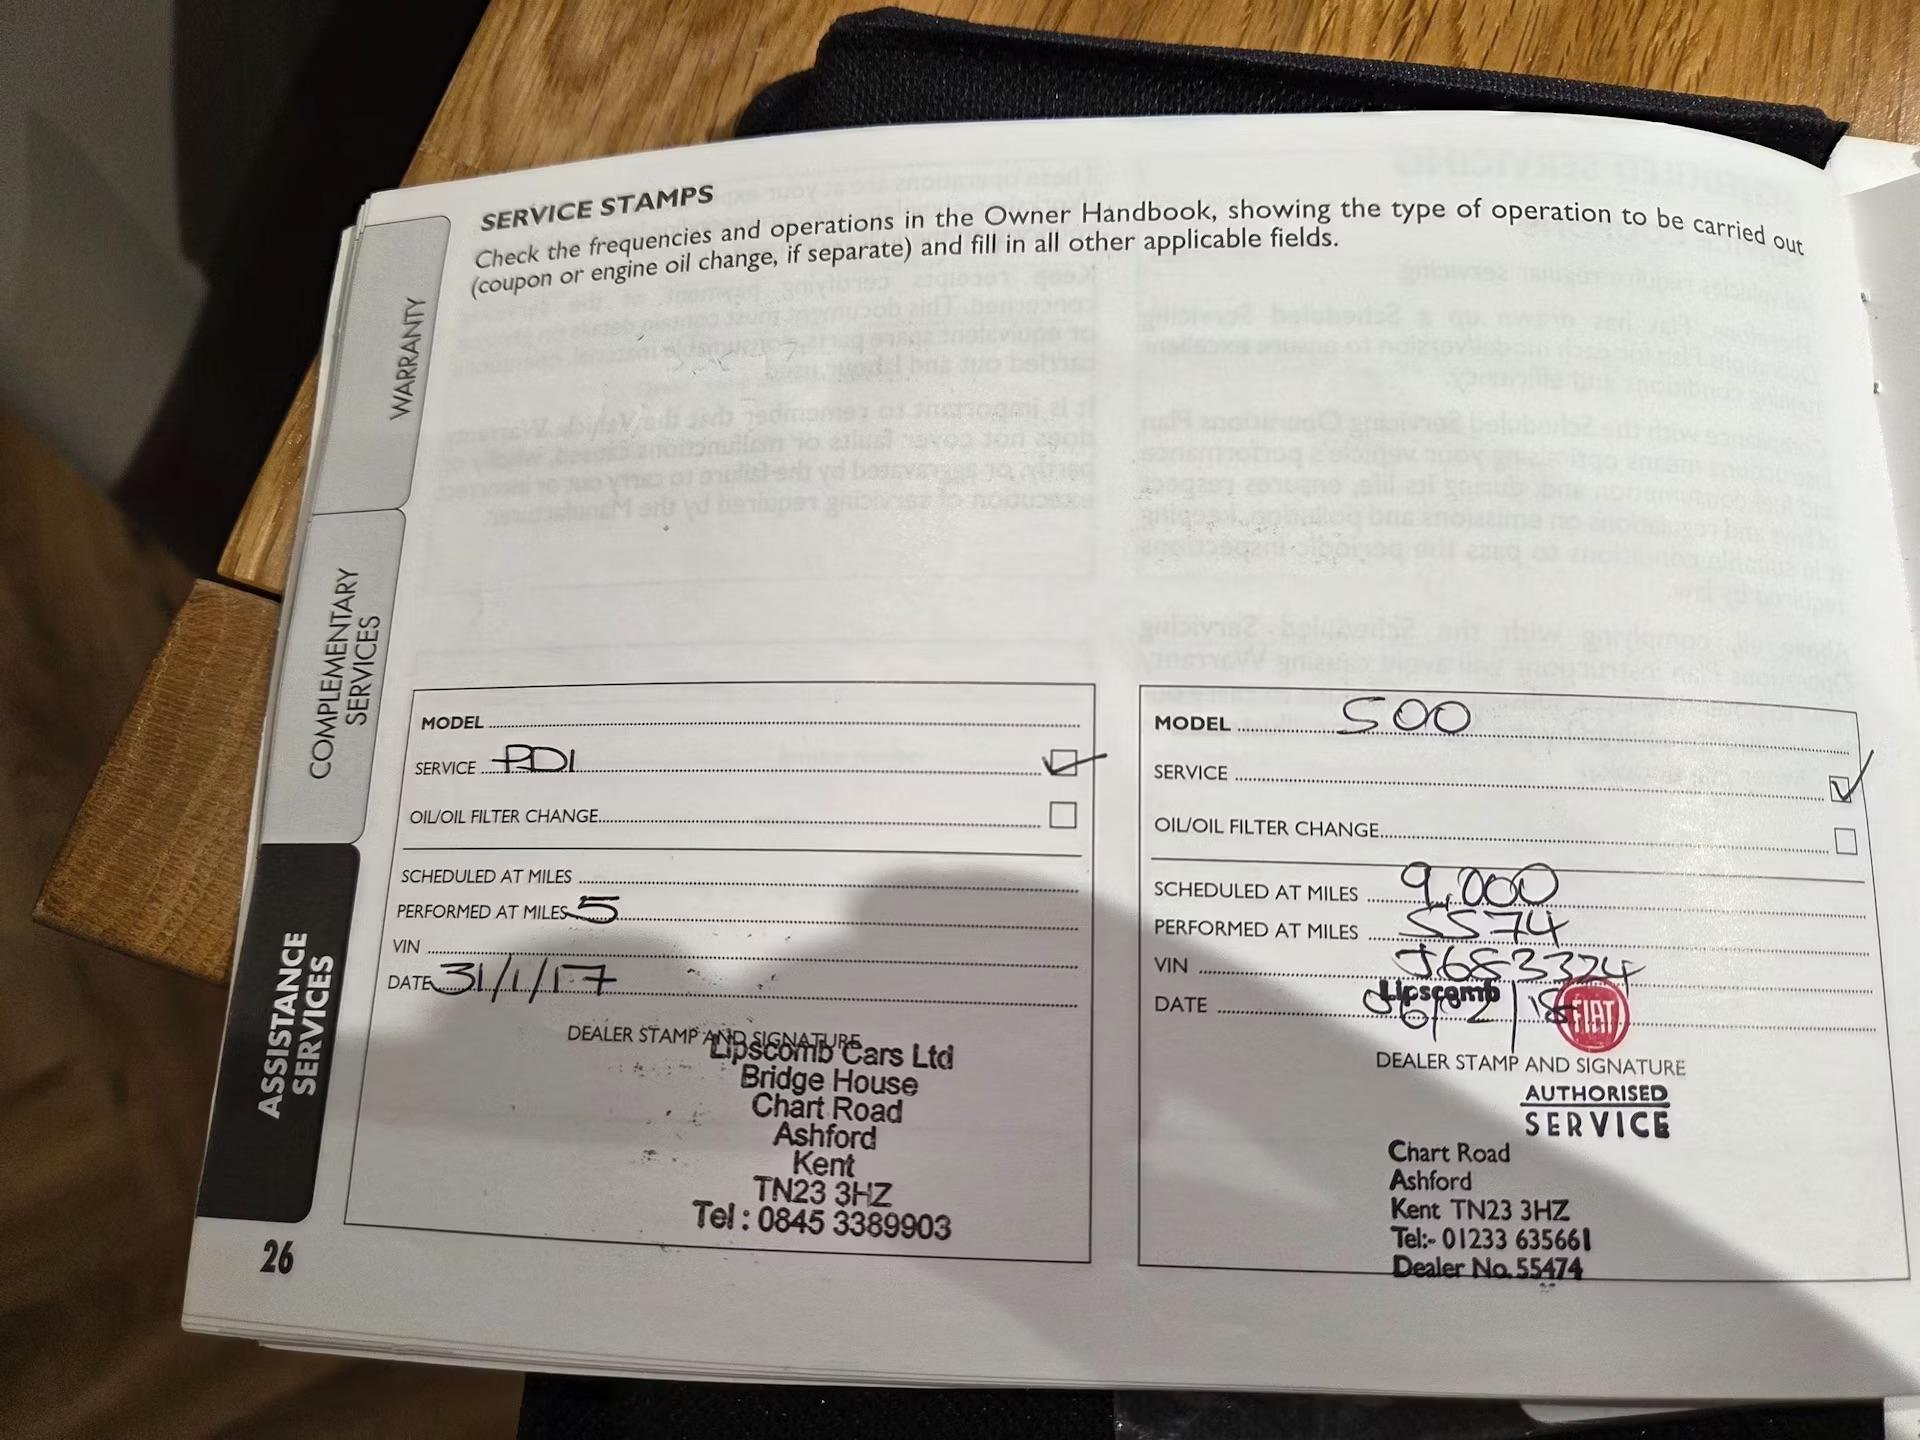 SERVICE STAMPS
Check the frequencies and operations in the Owner Handbook, showing the type of operation to be carried out
(coupon or engine oil change, if separate) and fill in all other applicable fields.
WARRANTY
COMPLEMENTARY
SERVICES
ASSISTANCE
SERVICES
MODEL
SERVICE PDI
OIL/OIL FILTER CHANGE
SCHEDULED AT MILES
PERFORMED AT MILES 5
VIN
DATE 31/1/17
DEALER STAMP AND SIGNATURE
Lipscomb Cars Ltd
Bridge House
Chart Road
Ashford
Kent
TN23 3HZ
Tel: 0845 3389903
MODEL 500
SERVICE
OIL/OIL FILTER CHANGE
SCHEDULED AT MILES 9,000
PERFORMED AT MILES 5574
VIN J683324
DATE
Lipscomb
FIAT
DEALER STAMP AND SIGNATURE
AUTHORISED
SERVICE
Chart Road
Ashford
Kent TN23 3HZ
Tel:- 01233 635661
Dealer No. 55474
26